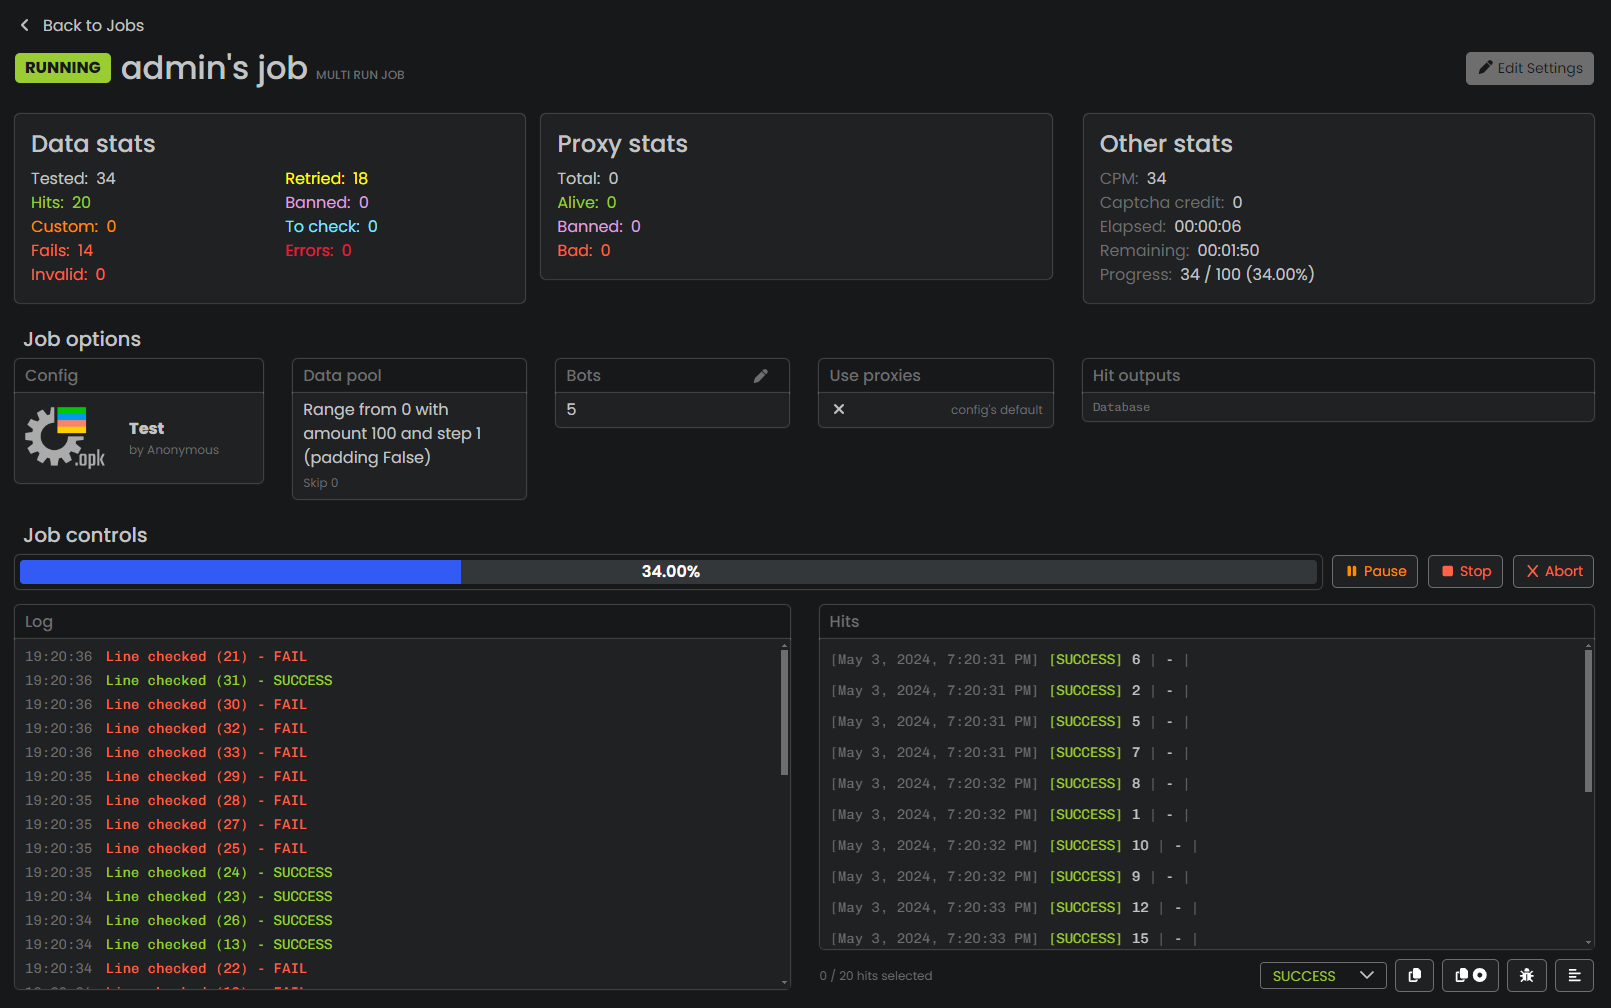 Back to Jobs
RUNNING admin's job MULTI RUN JOB
Edit Settings
Data stats
Tested: 34
Hits: 20
Custom: 0
Fails: 14
Invalid: 0
Retried: 18
Banned: 0
To check: 0
Errors: 0
Proxy stats
Total: 0
Alive: 0
Banned: 0
Bad: 0
Other stats
CPM: 34
Captcha credit: 0
Elapsed: 00:00:06
Remaining: 00:01:50
Progress: 34 / 100 (34.00%)
Job options
Config
.opk
Test
by Anonymous
Data pool
Range from 0 with
amount 100 and step 1
(padding False)
Skip 0
Bots
5
Use proxies
config's default
Hit outputs
Database
Job controls
34.00%
Pause
Stop
Abort
Log
19:20:36 Line checked (21) - FAIL
19:20:36 Line checked (31) - SUCCESS
19:20:36 Line checked (30) - FAIL
19:20:36 Line checked (32) - FAIL
19:20:36 Line checked (33) - FAIL
19:20:35 Line checked (29) - FAIL
19:20:35 Line checked (28) - FAIL
19:20:35 Line checked (27) - FAIL
19:20:35 Line checked (25) - FAIL
19:20:35 Line checked (24) - SUCCESS
19:20:34 Line checked (23) - SUCCESS
19:20:34 Line checked (26) - SUCCESS
19:20:34 Line checked (13) - SUCCESS
19:20:34 Line checked (22) - FAIL
Hits
[May 3, 2024, 7:20:31 PM] [SUCCESS] 6 | - |
[May 3, 2024, 7:20:31 PM] [SUCCESS] 2 | - |
[May 3, 2024, 7:20:31 PM] [SUCCESS] 5 | - |
[May 3, 2024, 7:20:31 PM] [SUCCESS] 7 | - |
[May 3, 2024, 7:20:32 PM] [SUCCESS] 8 | - |
[May 3, 2024, 7:20:32 PM] [SUCCESS] 1 | - |
[May 3, 2024, 7:20:32 PM] [SUCCESS] 10 | - |
[May 3, 2024, 7:20:32 PM] [SUCCESS] 9 | - |
[May 3, 2024, 7:20:33 PM] [SUCCESS] 12 | - |
[May 3, 2024, 7:20:33 PM] [SUCCESS] 15 | - |
0 / 20 hits selected
SUCCESS